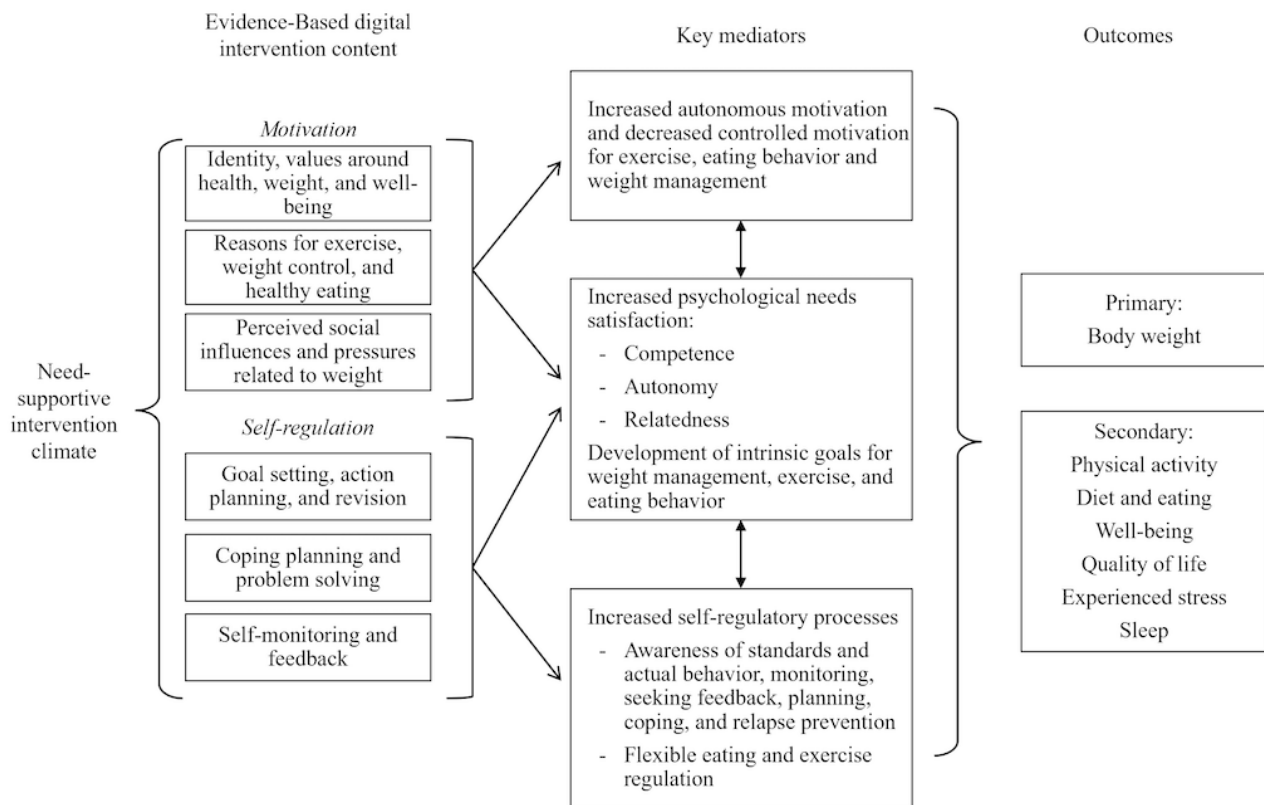 Evidence-Based digital
intervention content
Key mediators
Outcomes
Need-
supportive
intervention
climate
Motivation
Identity, values around
health, weight, and well-
being
Reasons for exercise,
weight control, and
healthy eating
Perceived social
influences and pressures
related to weight
Self-regulation
Goal setting, action
planning, and revision
Coping planning and
problem solving
Self-monitoring and
feedback
Increased autonomous motivation
and decreased controlled motivation
for exercise, eating behavior and
weight management
Increased psychological needs
satisfaction:
- Competence
- Autonomy
- Relatedness
Development of intrinsic goals for
weight management, exercise, and
eating behavior
Increased self-regulatory processes
- Awareness of standards and
actual behavior, monitoring,
seeking feedback, planning,
coping, and relapse prevention
- Flexible eating and exercise
regulation
Primary:
Body weight
Secondary:
Physical activity
Diet and eating
Well-being
Quality of life
Experienced stress
Sleep